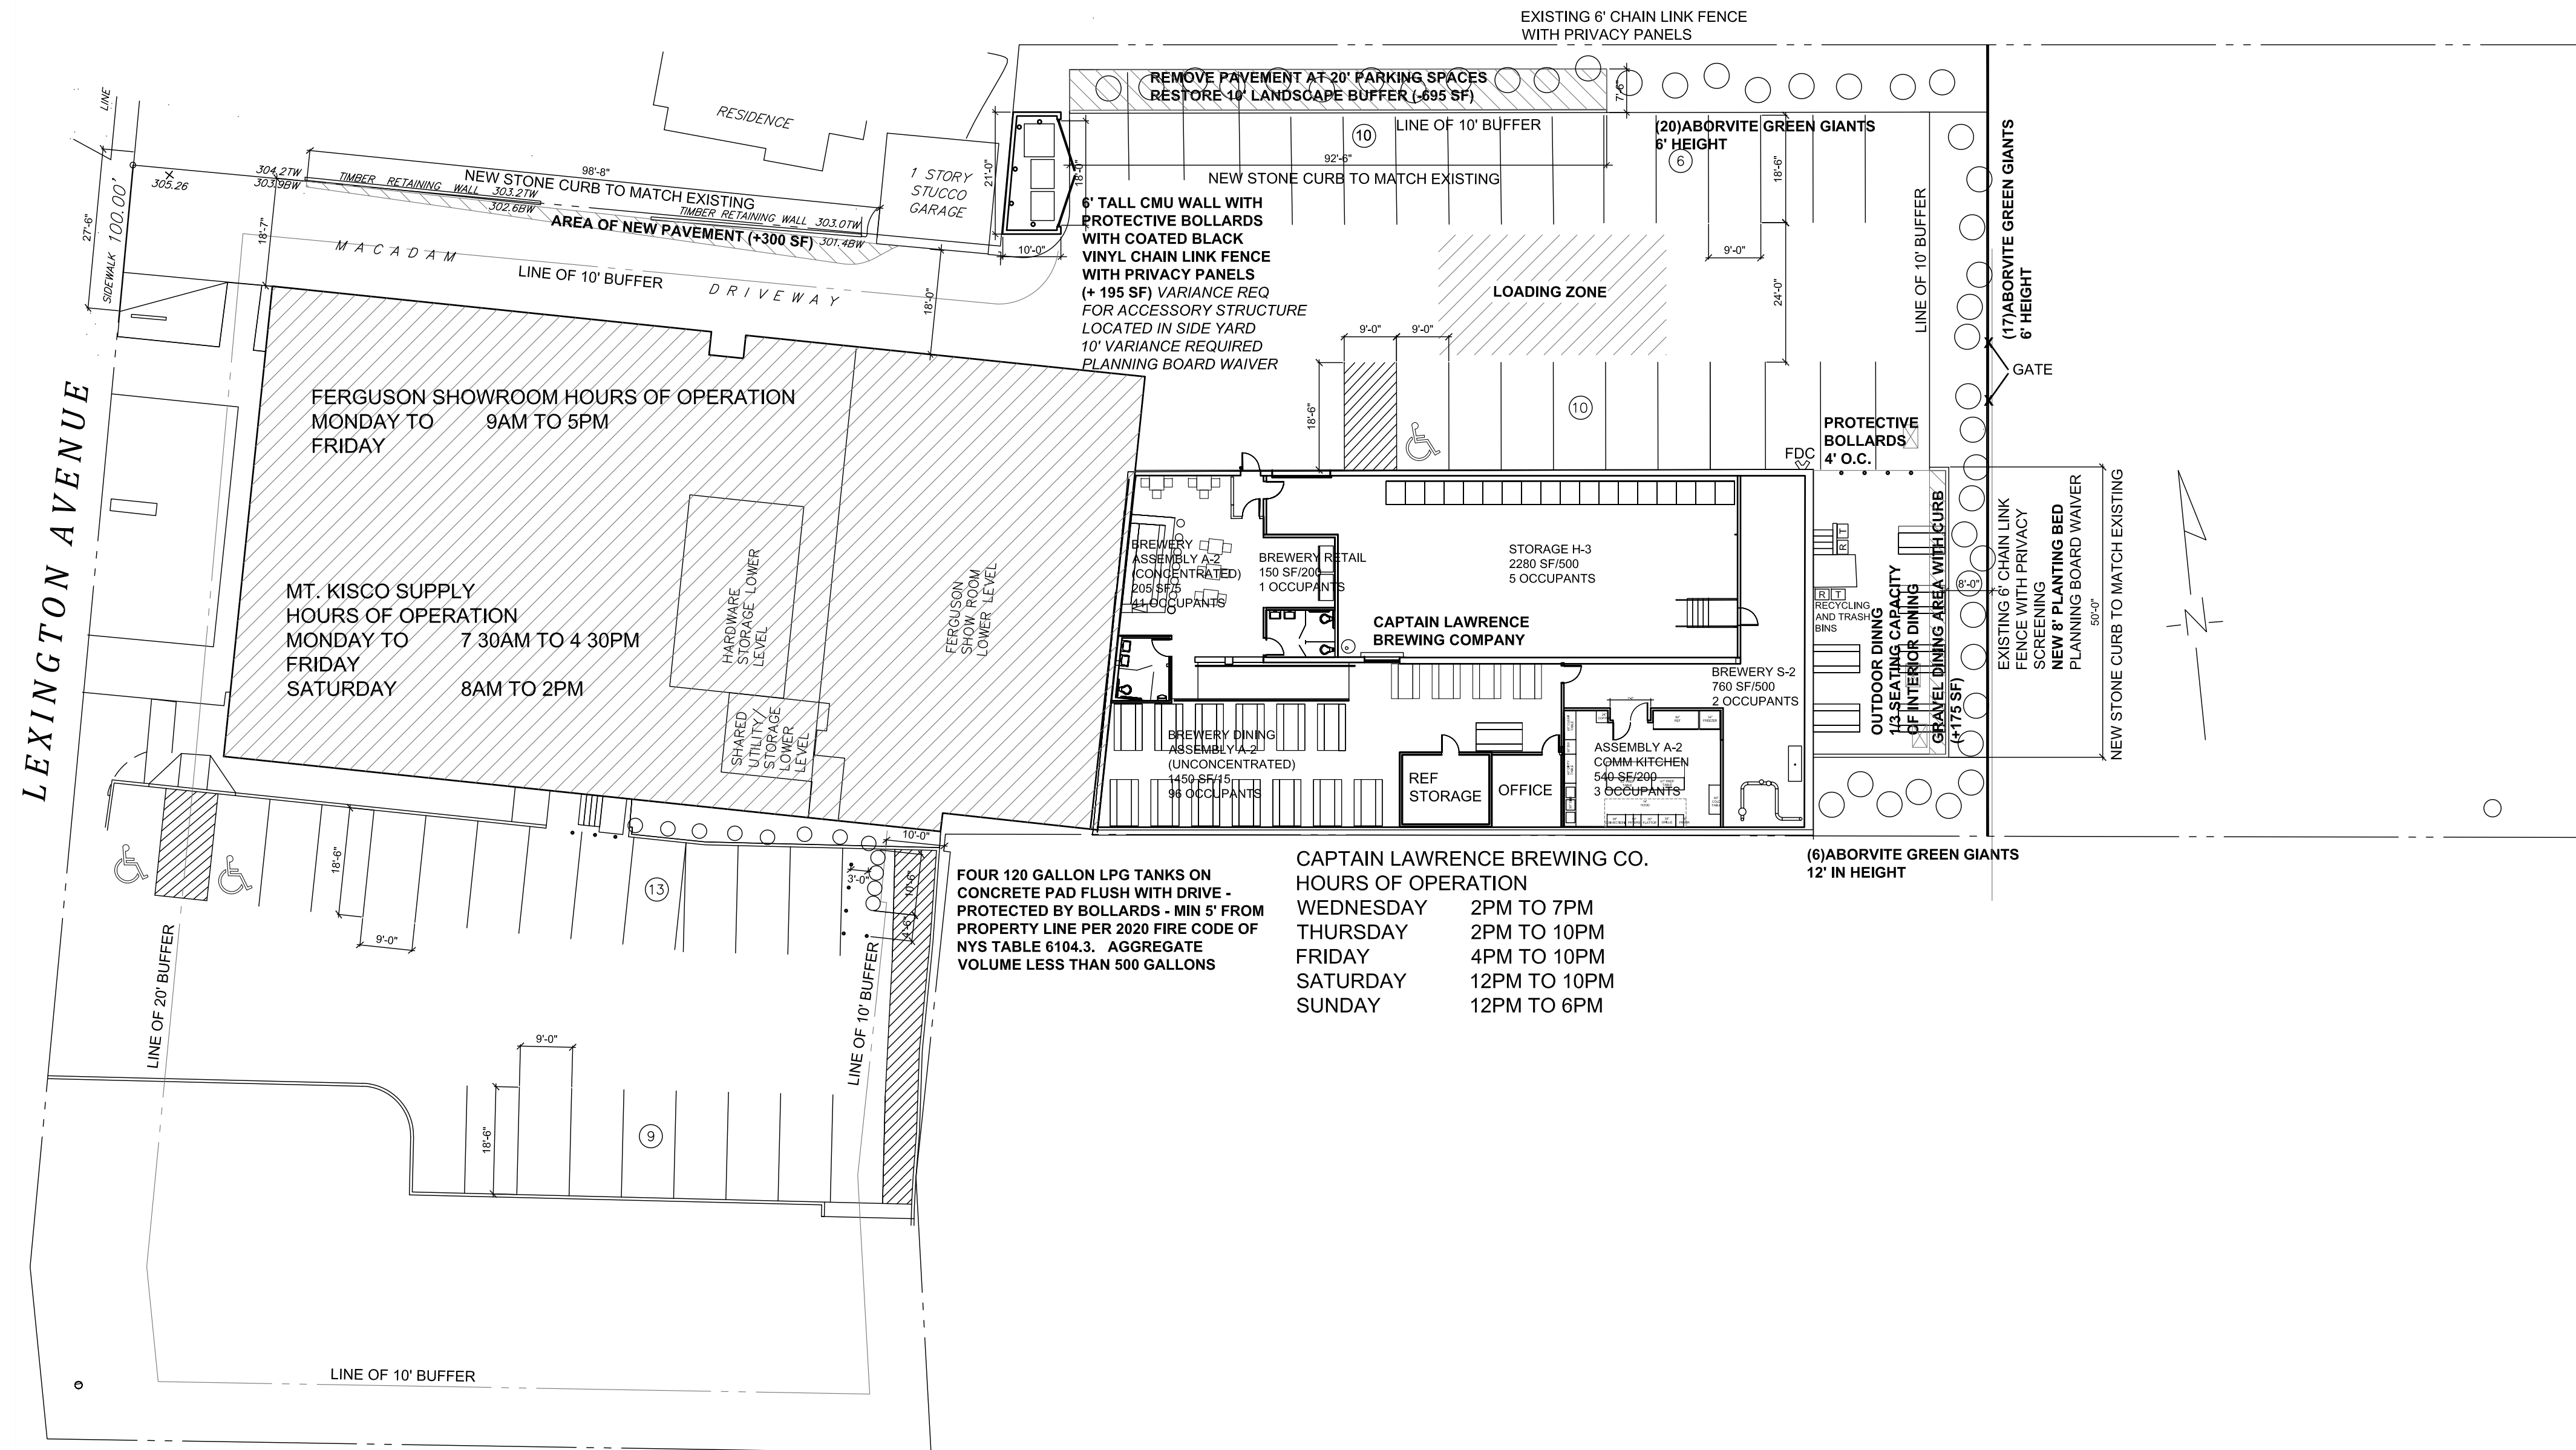 EXISTING 6' CHAIN LINK FENCE
WITH PRIVACY PANELS
REMOVE PAVEMENT AT 20' PARKING SPACES
RESTORE 10' LANDSCAPE BUFFER (-695 SF)
7'-6"
LINE
RESIDENCE
10
LINE OF 10' BUFFER
(20)ABORVITE GREEN GIANTS
6' HEIGHT
6
92'-6"
NEW STONE CURB TO MATCH EXISTING
18'-6"
9'-0"
24'-0"
LINE OF 10' BUFFER
(17)ABORVITE GREEN GIANTS
6' HEIGHT
GATE
305.26
304.2TW
303.9BW
98'-8"
TIMBER RETAINING WALL 303.2TW
302.6BW
NEW STONE CURB TO MATCH EXISTING
TIMBER RETAINING WALL 303.0TW
301.4BW
AREA OF NEW PAVEMENT (+300 SF)
1 STORY
STUCCO
GARAGE
21'-0"
18'-0"
10'-0"
27'-6"
SIDEWALK 100.00'
18'-7"
MACADAM
LINE OF 10' BUFFER
DRIVEWAY
18'-0"
6' TALL CMU WALL WITH
PROTECTIVE BOLLARDS
WITH COATED BLACK
VINYL CHAIN LINK FENCE
WITH PRIVACY PANELS
(+ 195 SF) VARIANCE REQ
FOR ACCESSORY STRUCTURE
LOCATED IN SIDE YARD
10' VARIANCE REQUIRED
PLANNING BOARD WAIVER
LOADING ZONE
9'-0"
9'-0"
18'-6"
10
PROTECTIVE
BOLLARDS
4' O.C.
FDC
LEXINGTON AVENUE
FERGUSON SHOWROOM HOURS OF OPERATION
MONDAY TO 9AM TO 5PM
FRIDAY
MT. KISCO SUPPLY
HOURS OF OPERATION
MONDAY TO 7 30AM TO 4 30PM
FRIDAY
SATURDAY 8AM TO 2PM
HARDWARE
STORAGE LOWER
LEVEL
SHARED
UTILITY/
STORAGE
LOWER
LEVEL
FERGUSON
SHOW ROOM
LOWER LEVEL
BREWERY
ASSEMBLY A-2
(CONCENTRATED)
205 SF/5
41 OCCUPANTS
BREWERY RETAIL
150 SF/200
1 OCCUPANTS
STORAGE H-3
2280 SF/500
5 OCCUPANTS
CAPTAIN LAWRENCE
BREWING COMPANY
BREWERY S-2
760 SF/500
2 OCCUPANTS
BREWERY DINING
ASSEMBLY A-2
(UNCONCENTRATED)
1450 SF/15
96 OCCUPANTS
REF
STORAGE
OFFICE
ASSEMBLY A-2
COMM KITCHEN
540 SF/200
3 OCCUPANTS
R T
R T
RECYCLING
AND TRASH
BINS
OUTDOOR DINNG
1/3 SEATING CAPACITY
OF INTERIOR DINING
GRAVEL DINING AREA WITH CURB
(+175 SF)
8'-0"
EXISTING 6' CHAIN LINK
FENCE WITH PRIVACY
SCREENING
NEW 8' PLANTING BED
PLANNING BOARD WAIVER
50'-0"
NEW STONE CURB TO MATCH EXISTING
N
(6)ABORVITE GREEN GIANTS
12' IN HEIGHT
18'-6"
9'-0"
13
10'-0"
3'-0"
10'-6"
4'-6"
FOUR 120 GALLON LPG TANKS ON
CONCRETE PAD FLUSH WITH DRIVE -
PROTECTED BY BOLLARDS - MIN 5' FROM
PROPERTY LINE PER 2020 FIRE CODE OF
NYS TABLE 6104.3. AGGREGATE
VOLUME LESS THAN 500 GALLONS
CAPTAIN LAWRENCE BREWING CO.
HOURS OF OPERATION
WEDNESDAY 2PM TO 7PM
THURSDAY 2PM TO 10PM
FRIDAY 4PM TO 10PM
SATURDAY 12PM TO 10PM
SUNDAY 12PM TO 6PM
LINE OF 20' BUFFER
LINE OF 10' BUFFER
9'-0"
18'-6"
9
LINE OF 10' BUFFER